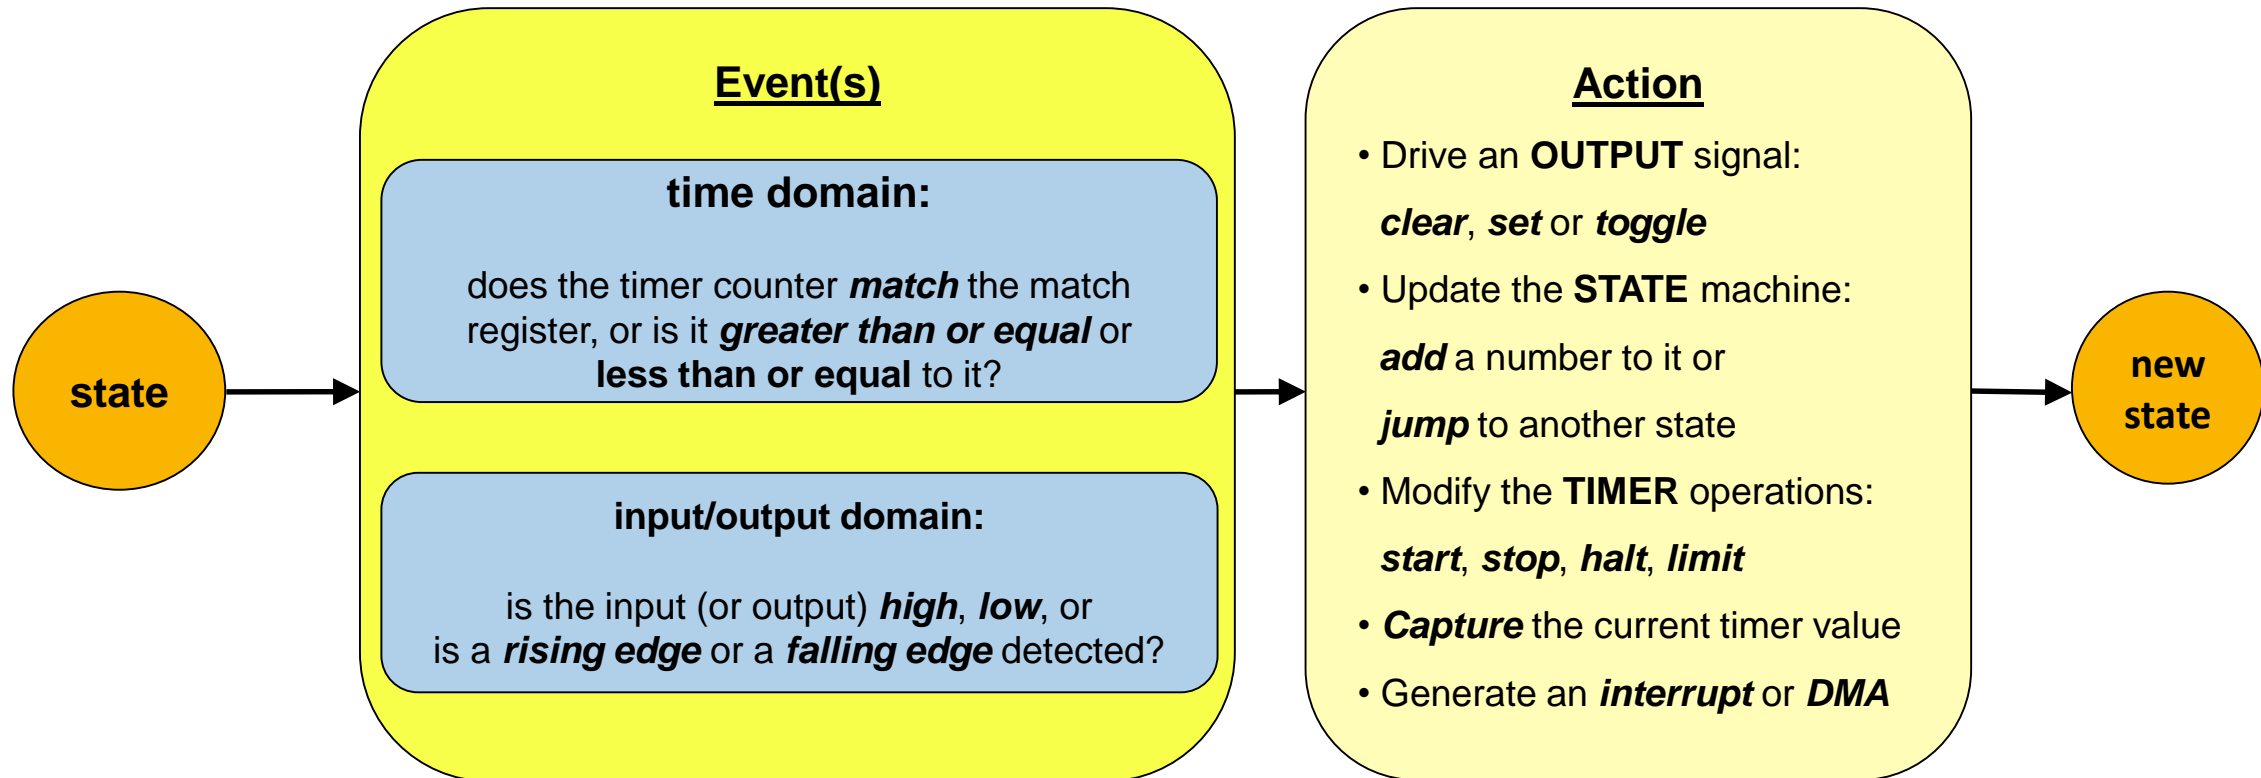 state
Event(s)
time domain:
does the timer counter match the match
register, or is it greater than or equal or
less than or equal to it?
input/output domain:
is the input (or output) high, low, or
is a rising edge or a falling edge detected?
Action
• Drive an OUTPUT signal:
clear, set or toggle
• Update the STATE machine:
add a number to it or
jump to another state
• Modify the TIMER operations:
start, stop, halt, limit
• Capture the current timer value
• Generate an interrupt or DMA
new
state